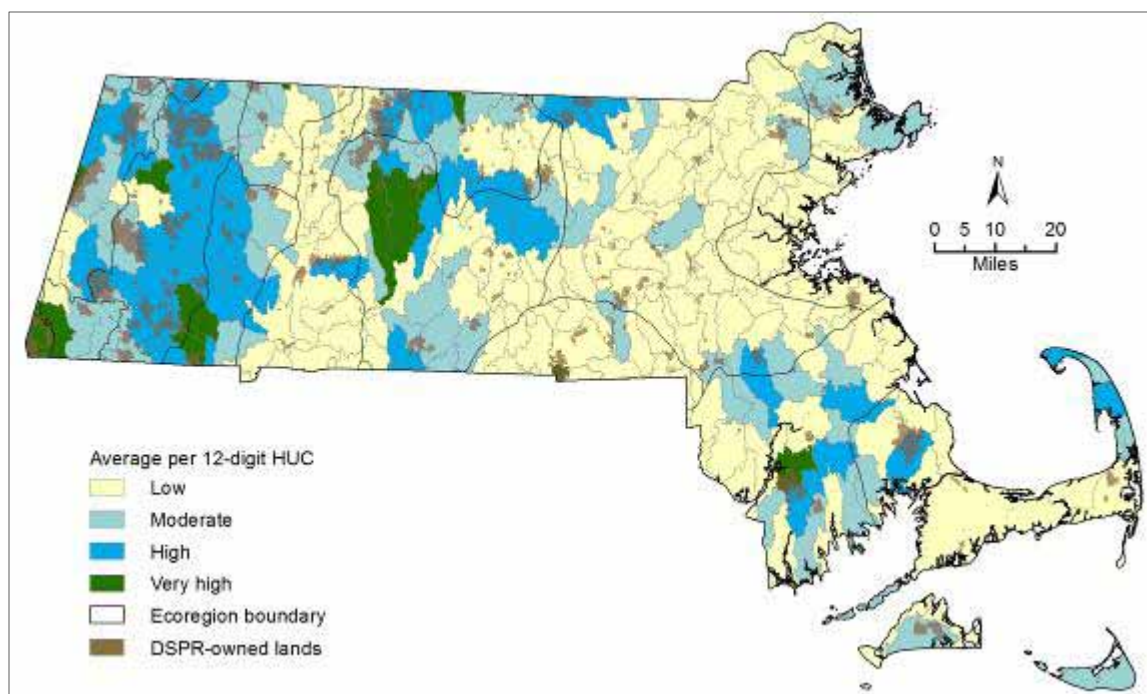 N
0 5 10 20
Miles
Average per 12-digit HUC
Low
Moderate
High
Very high
Ecoregion boundary
DSPR-owned lands